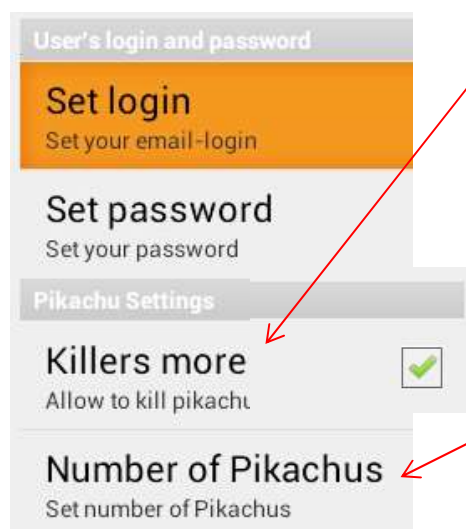 User's login and password
Set login
Set your email-login
Set password
Set your password
Pikachu Settings
Killers more
Allow to kill pikachu
Number of Pikachus
Set number of Pikachus